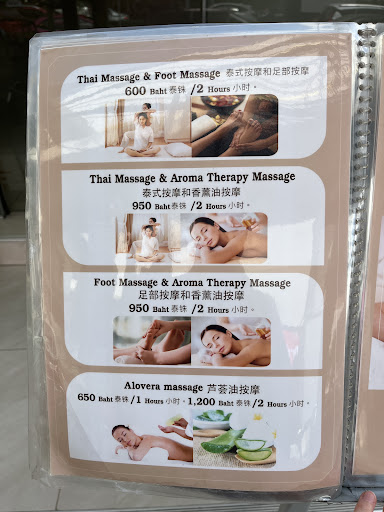 Thai Massage & Foot Massage 泰式按摩和足部按摩
600 Baht 泰铢 /2 Hours 小时。
Thai Massage & Aroma Therapy Massage
泰式按摩和香薰油按摩
950 Baht 泰铢 /2 Hours 小时。
Foot Massage & Aroma Therapy Massage
足部按摩和香薰油按摩
950 Baht 泰铢 /2 Hours 小时。
Alovera massage 芦荟油按摩
650 Baht 泰铢 /1 Hours 小时。1,200 Baht 泰铢 /2 Hours 小时。